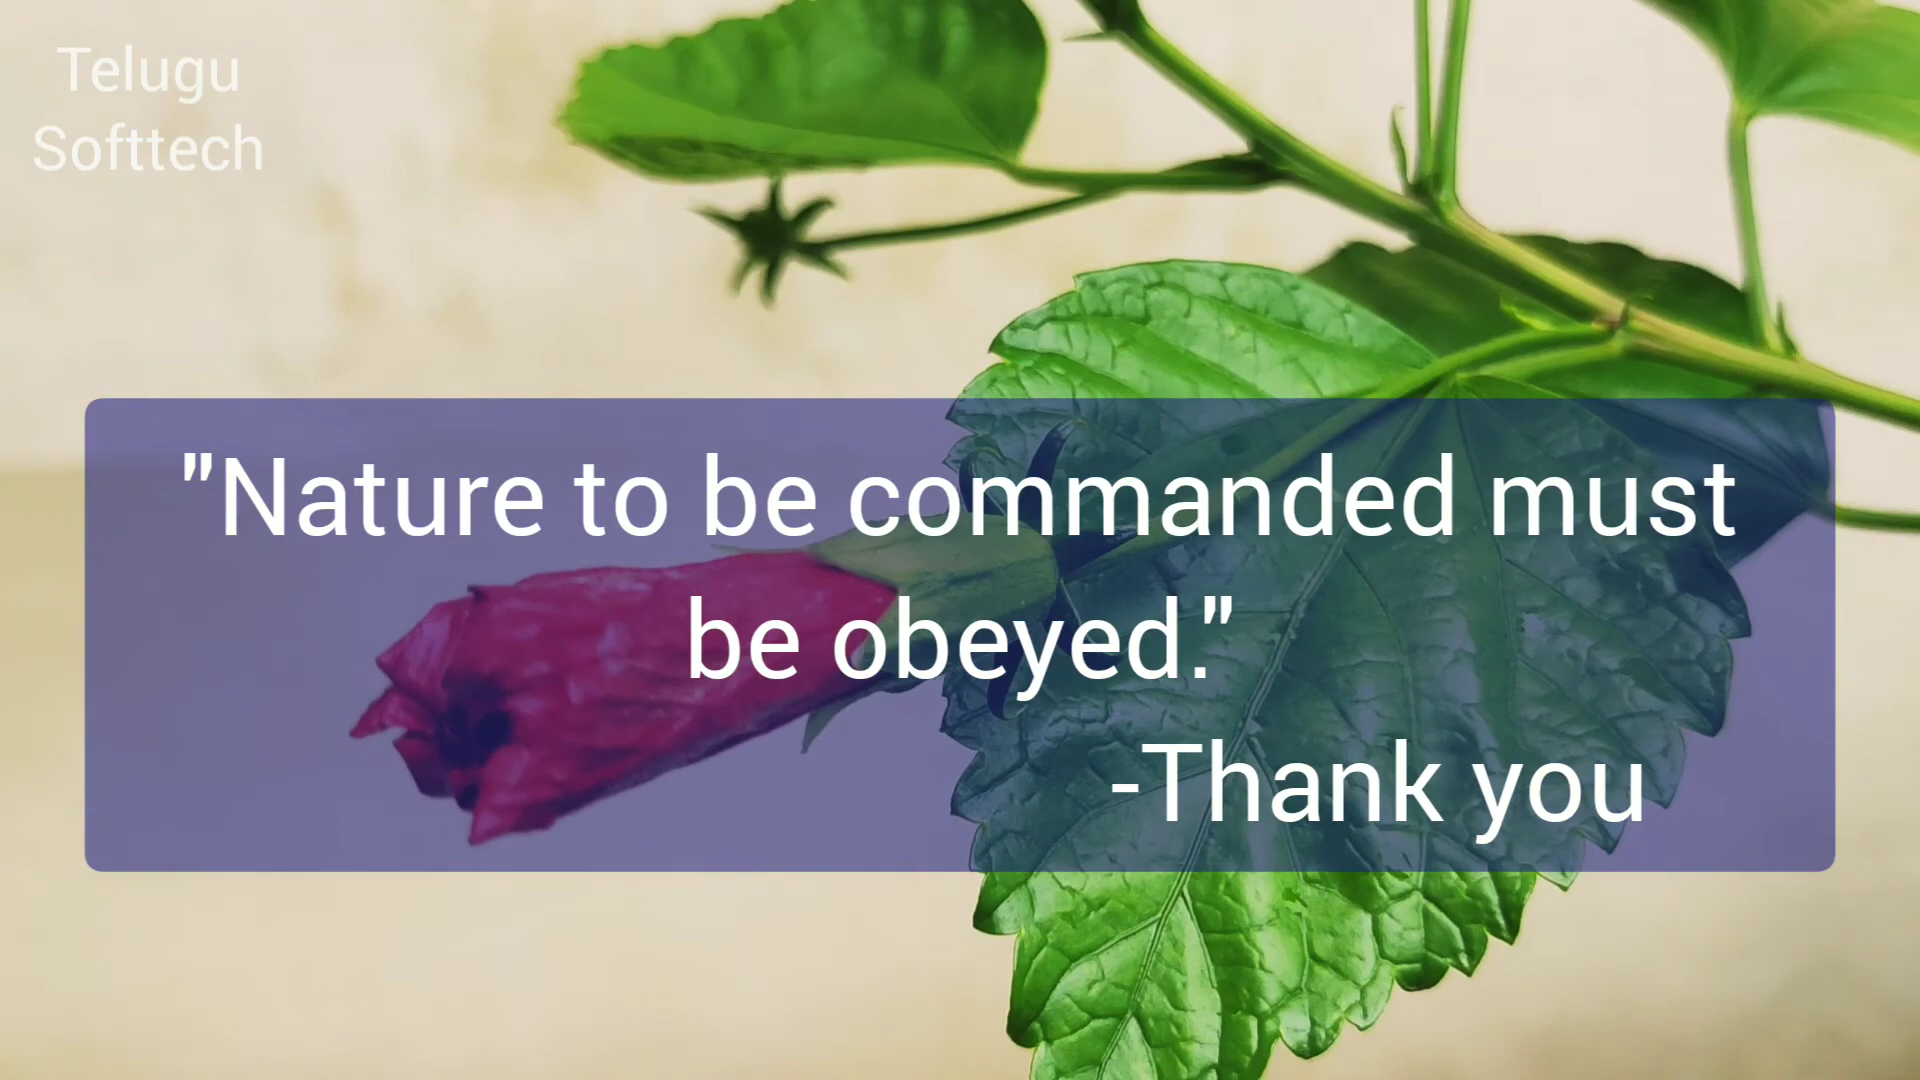 Telugu
Softtech
"Nature to be commanded must
be obeyed."
-Thank you